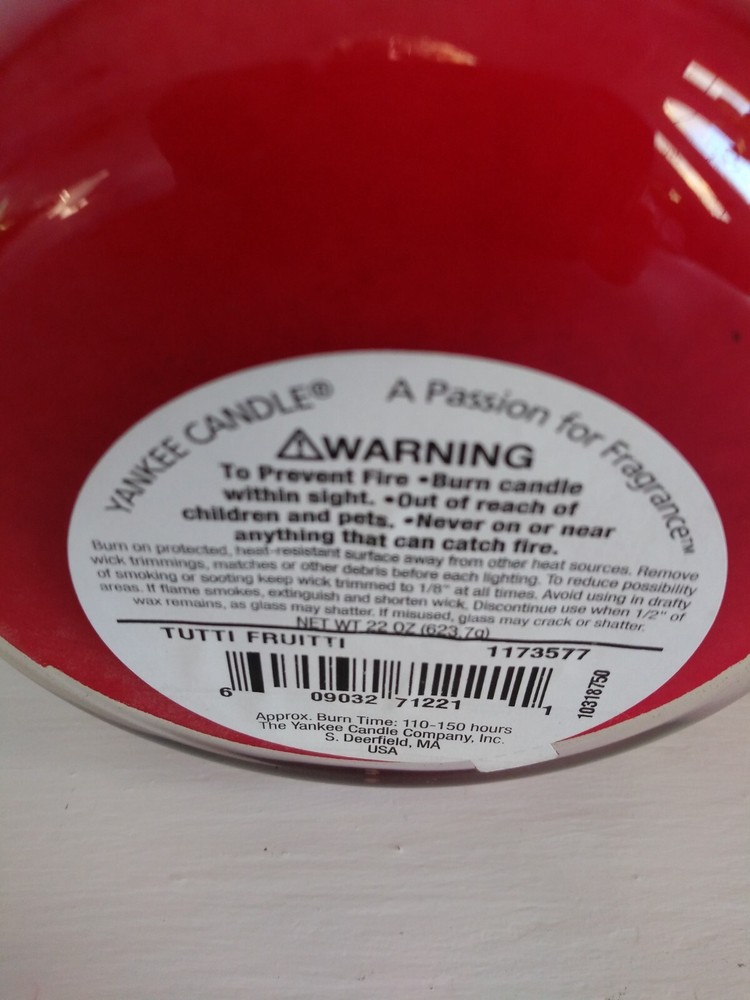 YANKEE CANDLE® A Passion for Fragrance™
⚠WARNING
To Prevent Fire •Burn candle
within sight. •Out of reach of
children and pets. •Never on or near
anything that can catch fire.
Burn on protected, heat-resistant surface away from other heat sources. Remove
wick trimmings, matches or other debris before each lighting. To reduce possibility
of smoking or sooting keep wick trimmed to 1/8" at all times. Avoid using in drafty
areas. If flame smokes, extinguish and shorten wick. Discontinue use when 1/2" of
wax remains, as glass may shatter. If misused, glass may crack or shatter.
NET WT 22 OZ (623.7g)
TUTTI FRUITTI 1173577
6 09032 71221 1
10318750
Approx. Burn Time: 110-150 hours
The Yankee Candle Company, Inc.
S. Deerfield, MA
USA